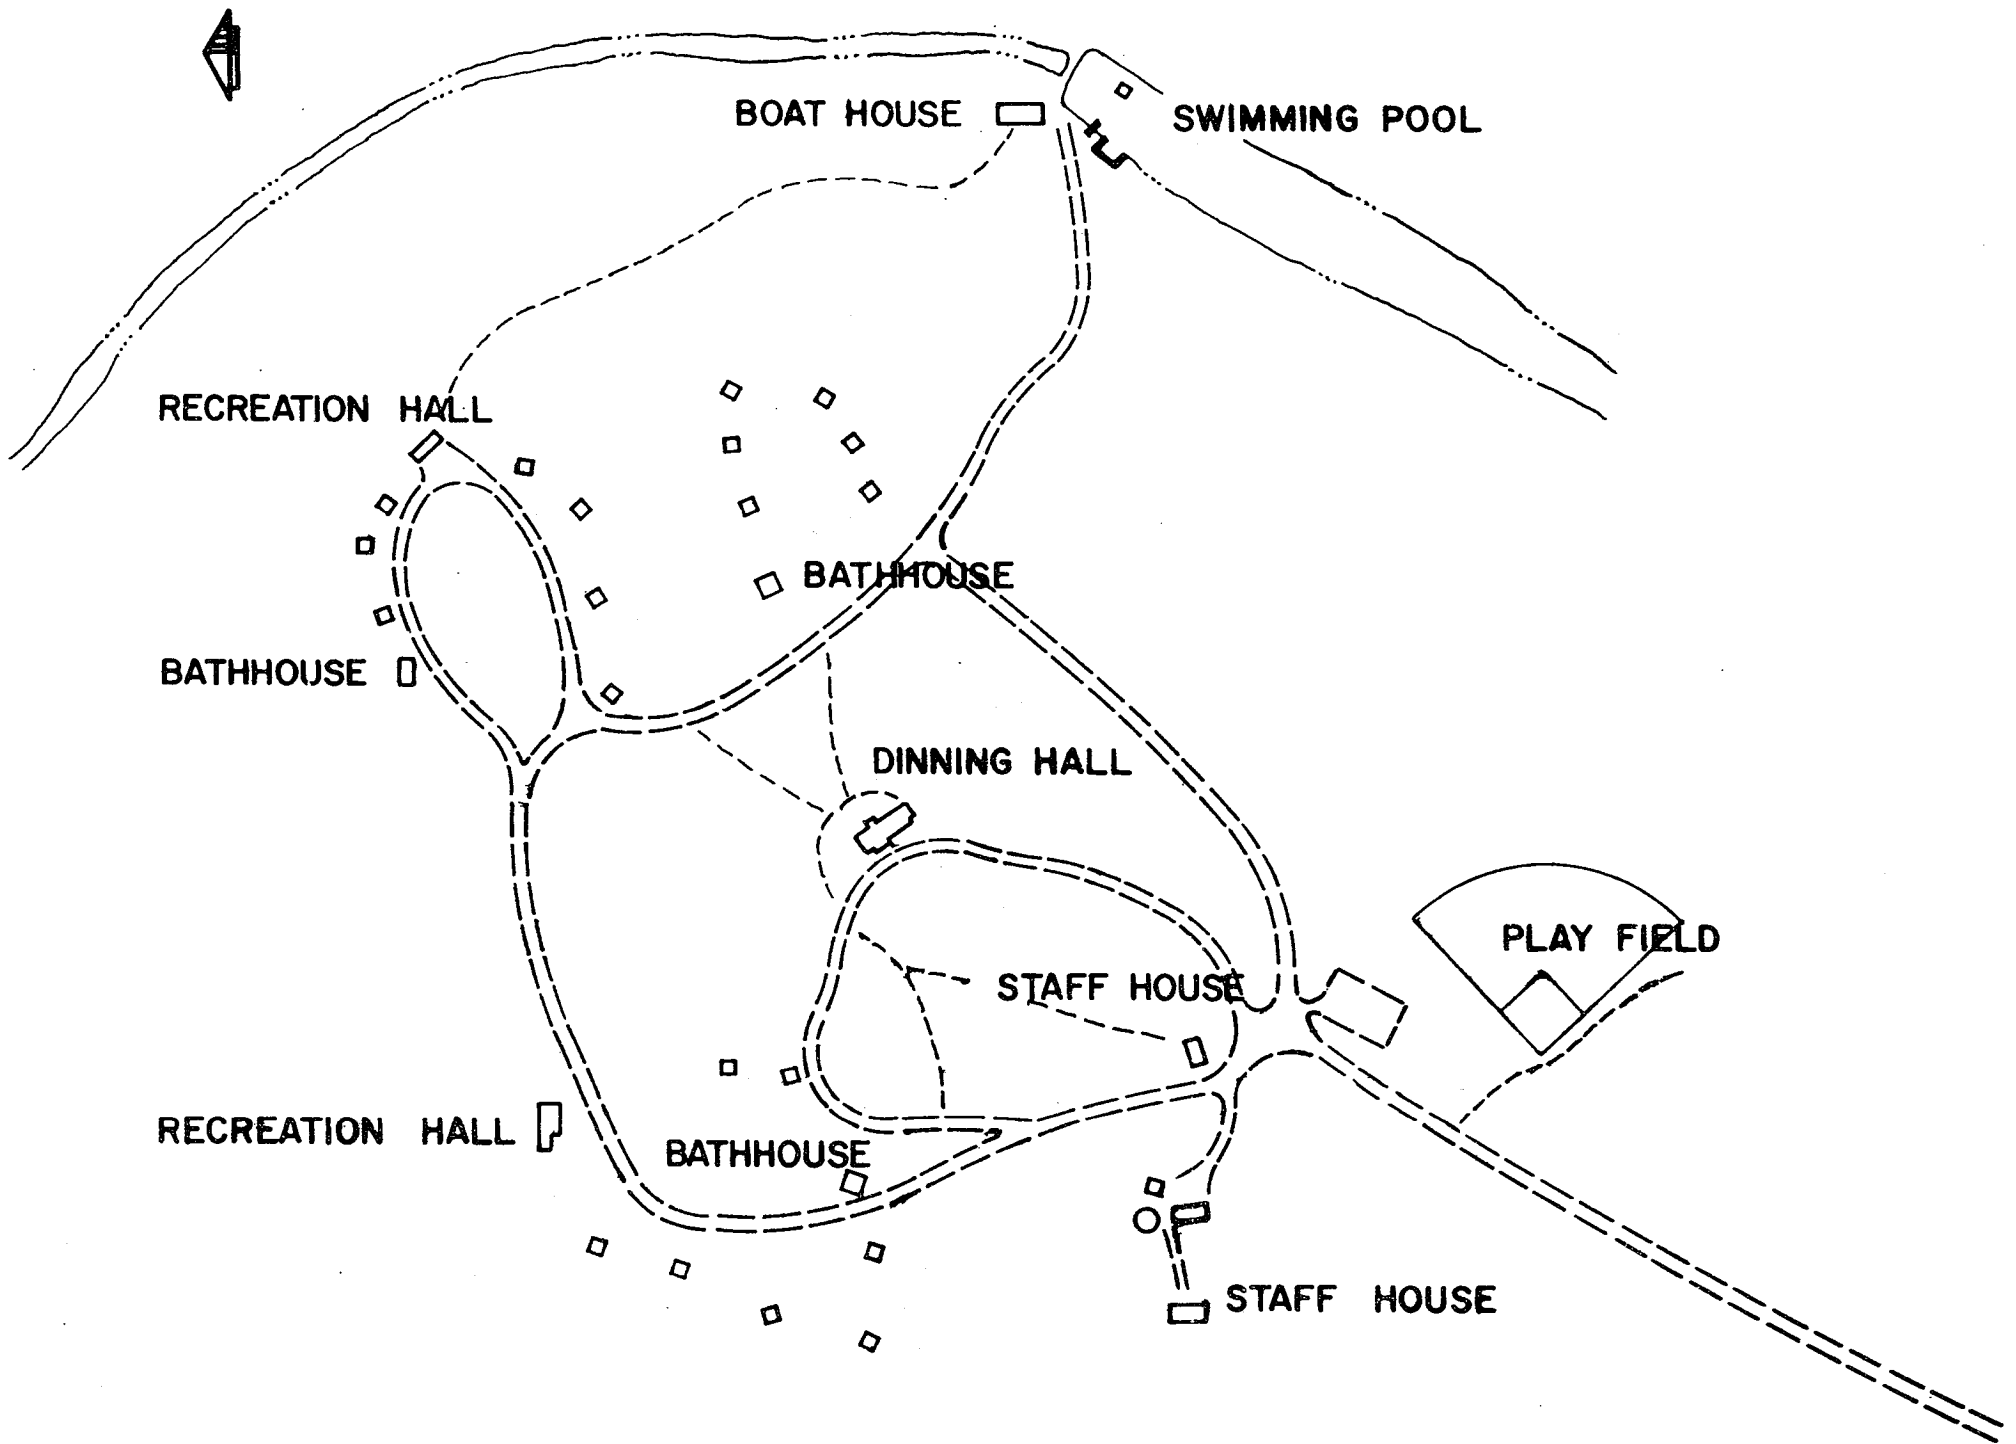 BOAT HOUSE
SWIMMING POOL
RECREATION HALL
BATHHOUSE
BATHHOUSE
DINNING HALL
PLAY FIELD
STAFF HOUSE
RECREATION HALL
BATHHOUSE
STAFF HOUSE